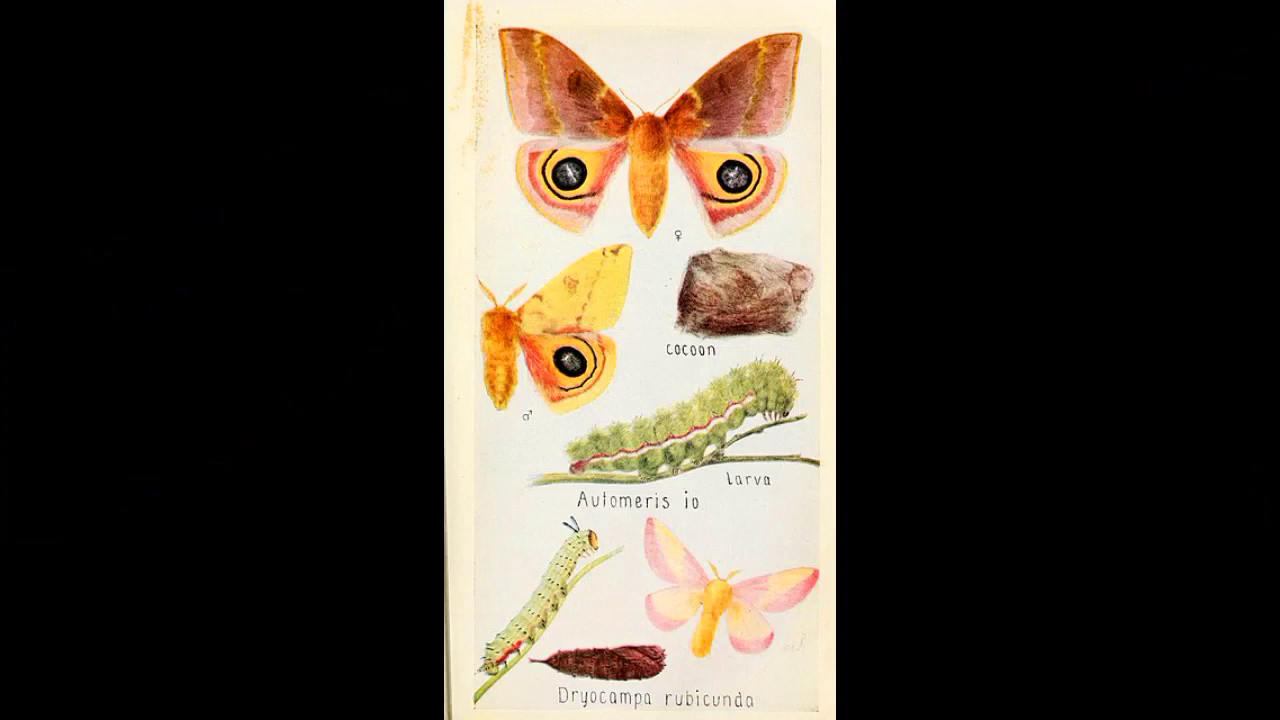 ♀
cocoon
♂
larva
Automeris io
Dryocampa rubicunda